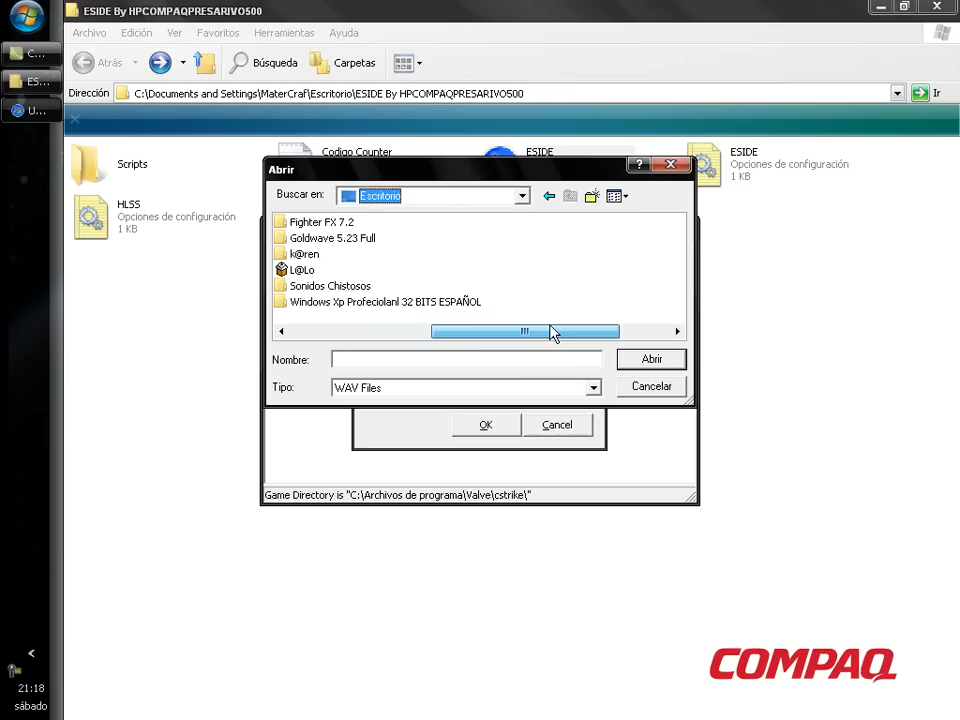 ESIDE By HPCOMPAQPRESARIVO500
Archivo Edición Ver Favoritos Herramientas Ayuda
C...
ES...
U...
Atrás Búsqueda Carpetas
Dirección C:\Documents and Settings\MaterCraf\Escritorio\ESIDE By HPCOMPAQPRESARIVO500 Ir
Scripts
Codigo Counter
ESIDE
ESIDE
Opciones de configuración
1 KB
HLSS
Opciones de configuración
1 KB
Abrir
Buscar en: Escritorio
Fighter FX 7.2
Goldwave 5.23 Full
k@ren
L@Lo
Sonidos Chistosos
Windows Xp Profeciolanl 32 BITS ESPAÑOL
Nombre: Abrir
Tipo: WAV Files Cancelar
OK Cancel
Game Directory is "C:\Archivos de programa\Valve\cstrike\"
COMPAQ
21:18
sábado